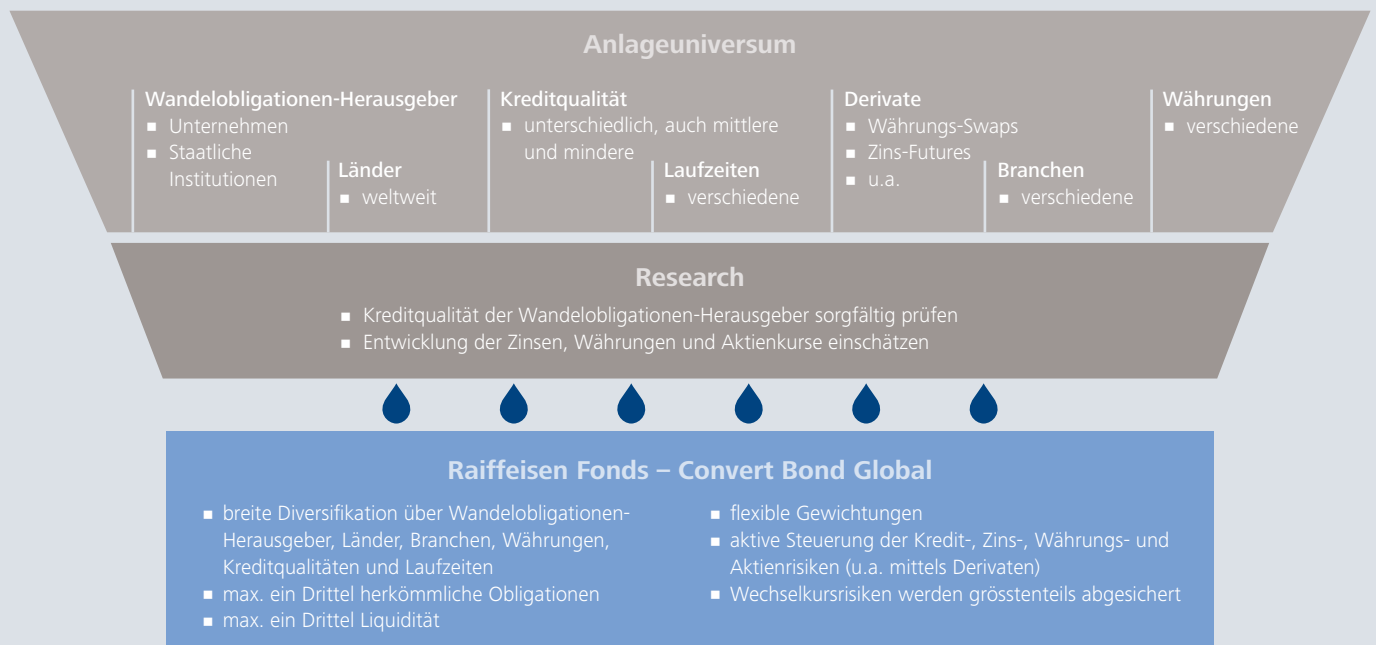 Anlageuniversum
Wandelobligationen-Herausgeber
■ Unternehmen
■ Staatliche
Institutionen
Länder
■ weltweit
Kreditqualität
■ unterschiedlich, auch mittlere
und mindere
Laufzeiten
■ verschiedene
Derivate
■ Währungs-Swaps
■ Zins-Futures
■ u.a.
Branchen
■ verschiedene
Währungen
■ verschiedene
Research
■ Kreditqualität der Wandelobligationen-Herausgeber sorgfältig prüfen
■ Entwicklung der Zinsen, Währungen und Aktienkurse einschätzen
Raiffeisen Fonds – Convert Bond Global
■ breite Diversifikation über Wandelobligationen-
Herausgeber, Länder, Branchen, Währungen,
Kreditqualitäten und Laufzeiten
■ max. ein Drittel herkömmliche Obligationen
■ max. ein Drittel Liquidität
■ flexible Gewichtungen
■ aktive Steuerung der Kredit-, Zins-, Währungs- und
Aktienrisiken (u.a. mittels Derivaten)
■ Wechselkursrisiken werden grösstenteils abgesichert